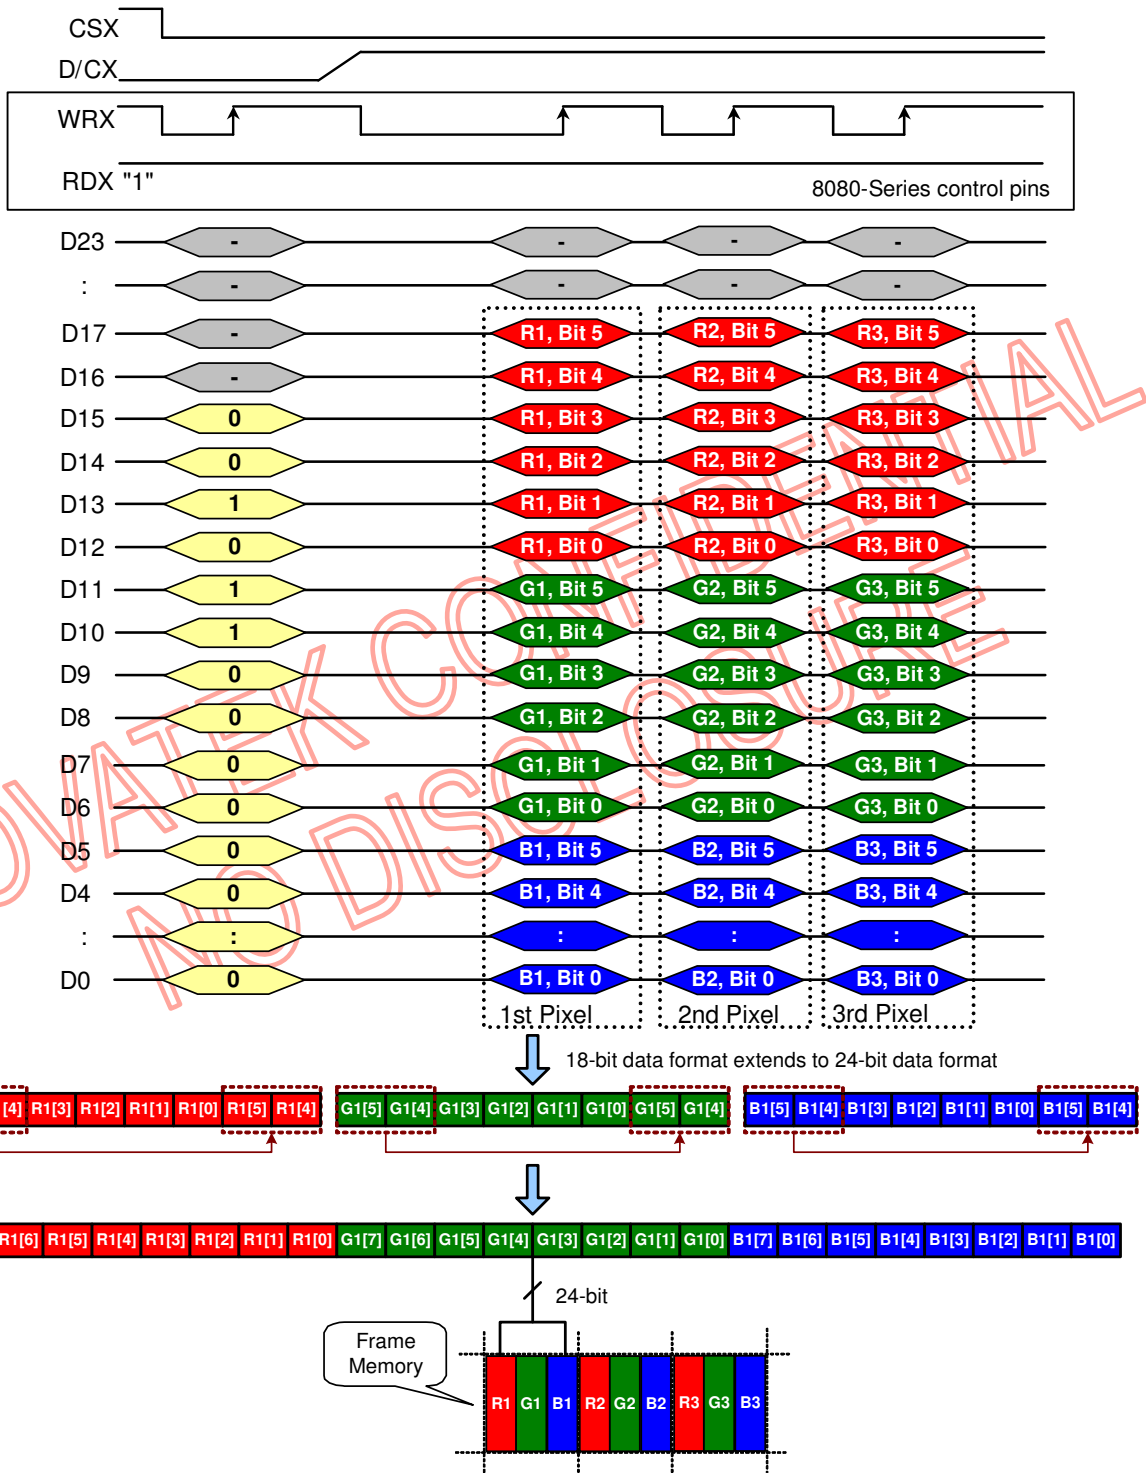 CSX
D/CX
WRX
RDX "1"
8080-Series control pins
D23 - - - -
: - - - -
D17 - R1, Bit 5 R2, Bit 5 R3, Bit 5
D16 - R1, Bit 4 R2, Bit 4 R3, Bit 4
D15 0 R1, Bit 3 R2, Bit 3 R3, Bit 3
D14 0 R1, Bit 2 R2, Bit 2 R3, Bit 2
D13 1 R1, Bit 1 R2, Bit 1 R3, Bit 1
D12 0 R1, Bit 0 R2, Bit 0 R3, Bit 0
D11 1 G1, Bit 5 G2, Bit 5 G3, Bit 5
D10 1 G1, Bit 4 G2, Bit 4 G3, Bit 4
D9 0 G1, Bit 3 G2, Bit 3 G3, Bit 3
D8 0 G1, Bit 2 G2, Bit 2 G3, Bit 2
D7 0 G1, Bit 1 G2, Bit 1 G3, Bit 1
D6 0 G1, Bit 0 G2, Bit 0 G3, Bit 0
D5 0 B1, Bit 5 B2, Bit 5 B3, Bit 5
D4 0 B1, Bit 4 B2, Bit 4 B3, Bit 4
: : : : :
D0 0 B1, Bit 0 B2, Bit 0 B3, Bit 0
1st Pixel 2nd Pixel 3rd Pixel
OVATEK CONFIDENTIAL
NO DISCLOSURE
18-bit data format extends to 24-bit data format
[4] R1[3] R1[2] R1[1] R1[0] R1[5] R1[4] G1[5] G1[4] G1[3] G1[2] G1[1] G1[0] G1[5] G1[4] B1[5] B1[4] B1[3] B1[2] B1[1] B1[0] B1[5] B1[4]
R1[6] R1[5] R1[4] R1[3] R1[2] R1[1] R1[0] G1[7] G1[6] G1[5] G1[4] G1[3] G1[2] G1[1] G1[0] B1[7] B1[6] B1[5] B1[4] B1[3] B1[2] B1[1] B1[0]
24-bit
Frame
Memory
R1 G1 B1 R2 G2 B2 R3 G3 B3